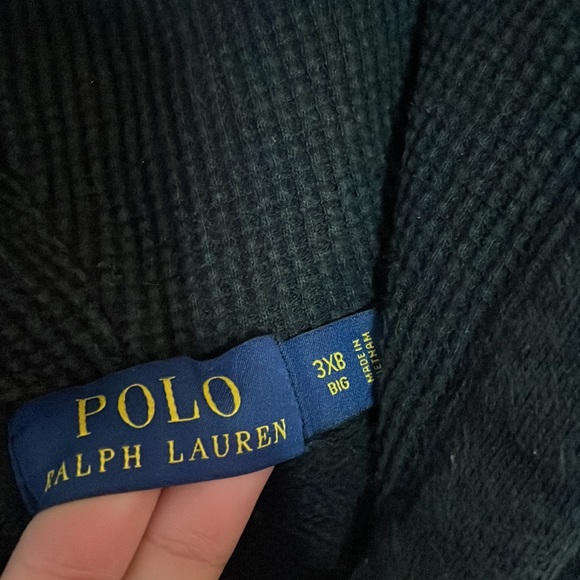 POLO
RALPH LAUREN
3XB
BIG
MADE IN
VIETNAM